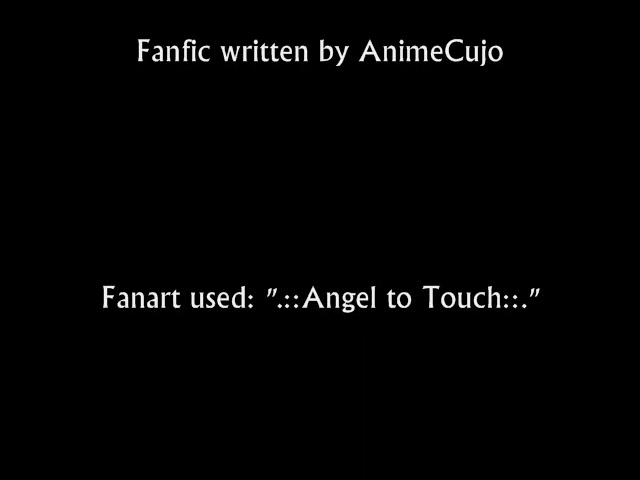 Fanfic written by AnimeCujo
Fanart used: ".::Angel to Touch::."